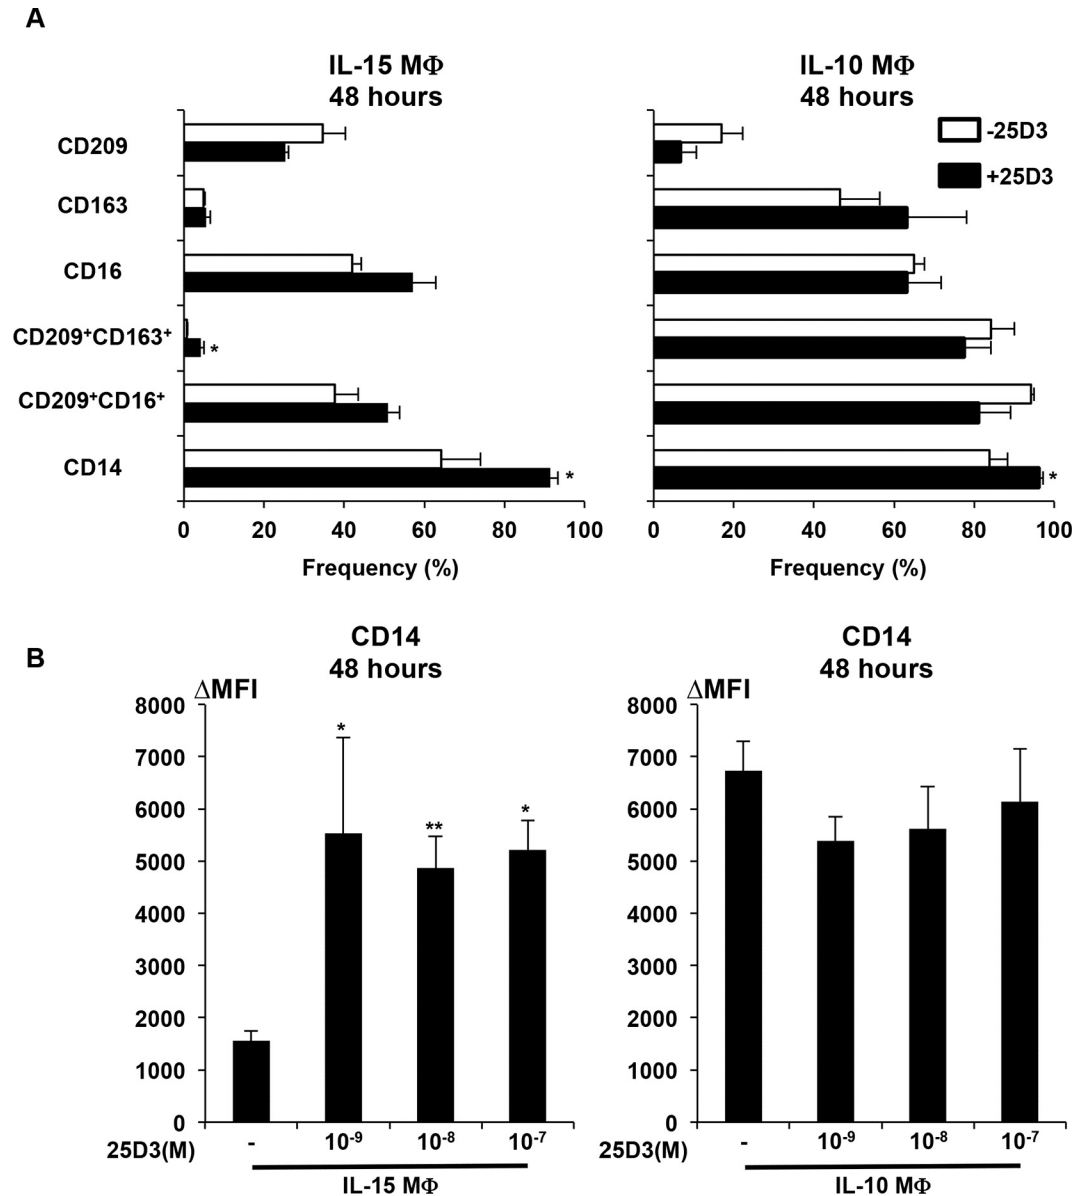 A
IL-15 MΦ
48 hours
IL-10 MΦ
48 hours
-25D3
+25D3
CD209
CD163
CD16
CD209⁺CD163⁺
*
CD209⁺CD16⁺
CD14
* *
0 20 40 60 80 100
0 20 40 60 80 100
Frequency (%)
Frequency (%)
B
CD14
48 hours
CD14
48 hours
ΔMFI
8000
7000
6000
5000
4000
3000
2000
1000
0
* ** *
25D3(M) - 10⁻⁹ 10⁻⁸ 10⁻⁷
IL-15 MΦ
ΔMFI
8000
7000
6000
5000
4000
3000
2000
1000
0
25D3(M) - 10⁻⁹ 10⁻⁸ 10⁻⁷
IL-10 MΦ